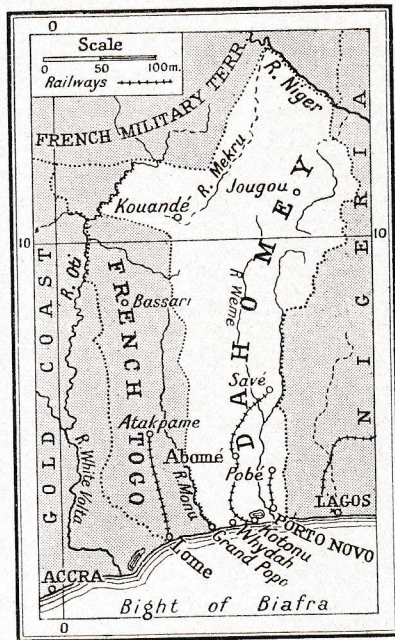 0
Scale
0 50 100 m.
Railways
FRENCH MILITARY TERR.
R. Niger
R. Mekru
Jougou
Kouandé
10
10
GOLD COAST
R. Oti
FRENCH TOGO
Bassari
R. Weme
DAHOMEY
NIGERIA
Savé
Atakpame
Abomé
Pobé
R. White Volta
R. Monu
LAGOS
PORTO NOVO
Kotonu
Whydah
Grand Popo
Lome
ACCRA
Bight of Biafra
0